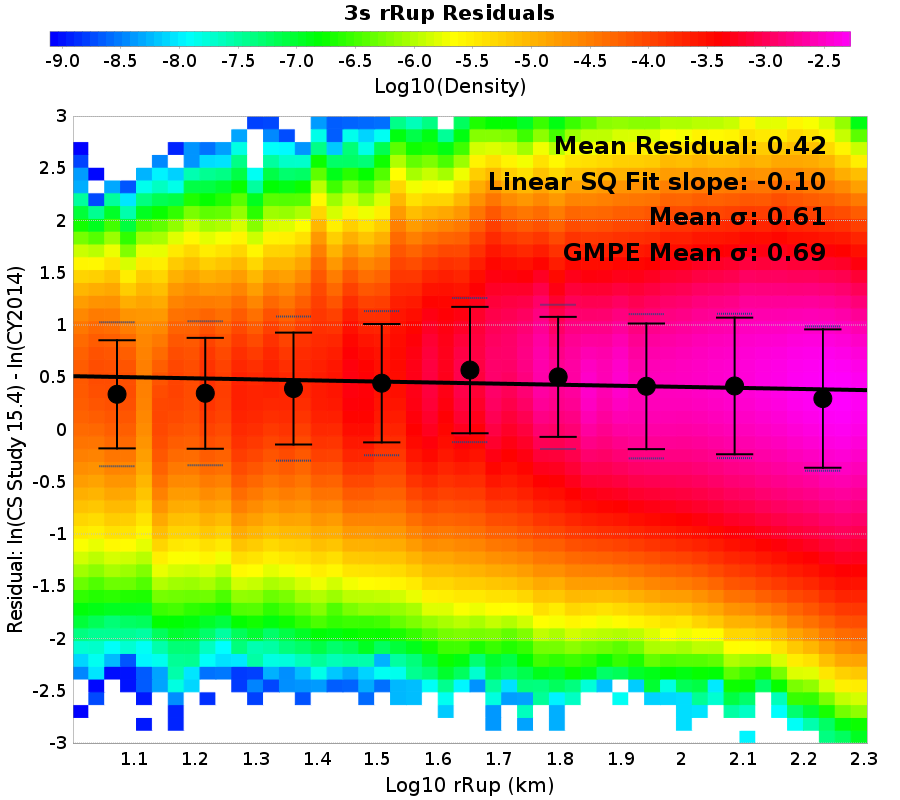 3s rRup Residuals
-9.0 -8.5 -8.0 -7.5 -7.0 -6.5 -6.0 -5.5 -5.0 -4.5 -4.0 -3.5 -3.0 -2.5
Log10(Density)
Mean Residual: 0.42
Linear SQ Fit slope: -0.10
Mean σ: 0.61
GMPE Mean σ: 0.69
Residual: ln(CS Study 15.4) - ln(CY2014)
3
2.5
2
1.5
1
0.5
0
-0.5
-1
-1.5
-2
-2.5
-3
1.1 1.2 1.3 1.4 1.5 1.6 1.7 1.8 1.9 2 2.1 2.2 2.3
Log10 rRup (km)